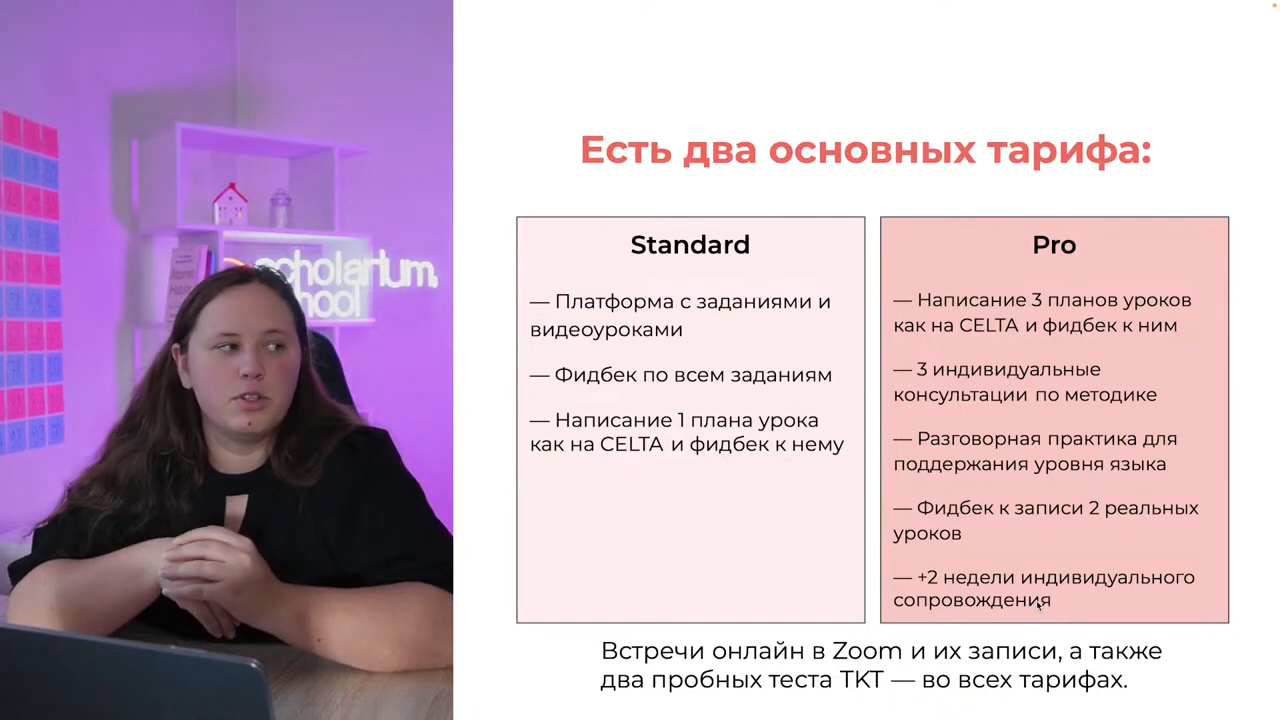 scholarium.
school
Есть два основных тарифа:
Standard
— Платформа с заданиями и
видеоуроками
— Фидбек по всем заданиям
— Написание 1 плана урока
как на CELTA и фидбек к нему
Pro
— Написание 3 планов уроков
как на CELTA и фидбек к ним
— 3 индивидуальные
консультации по методике
— Разговорная практика для
поддержания уровня языка
— Фидбек к записи 2 реальных
уроков
— +2 недели индивидуального
сопровождения
Встречи онлайн в Zoom и их записи, а также
два пробных теста TKT — во всех тарифах.